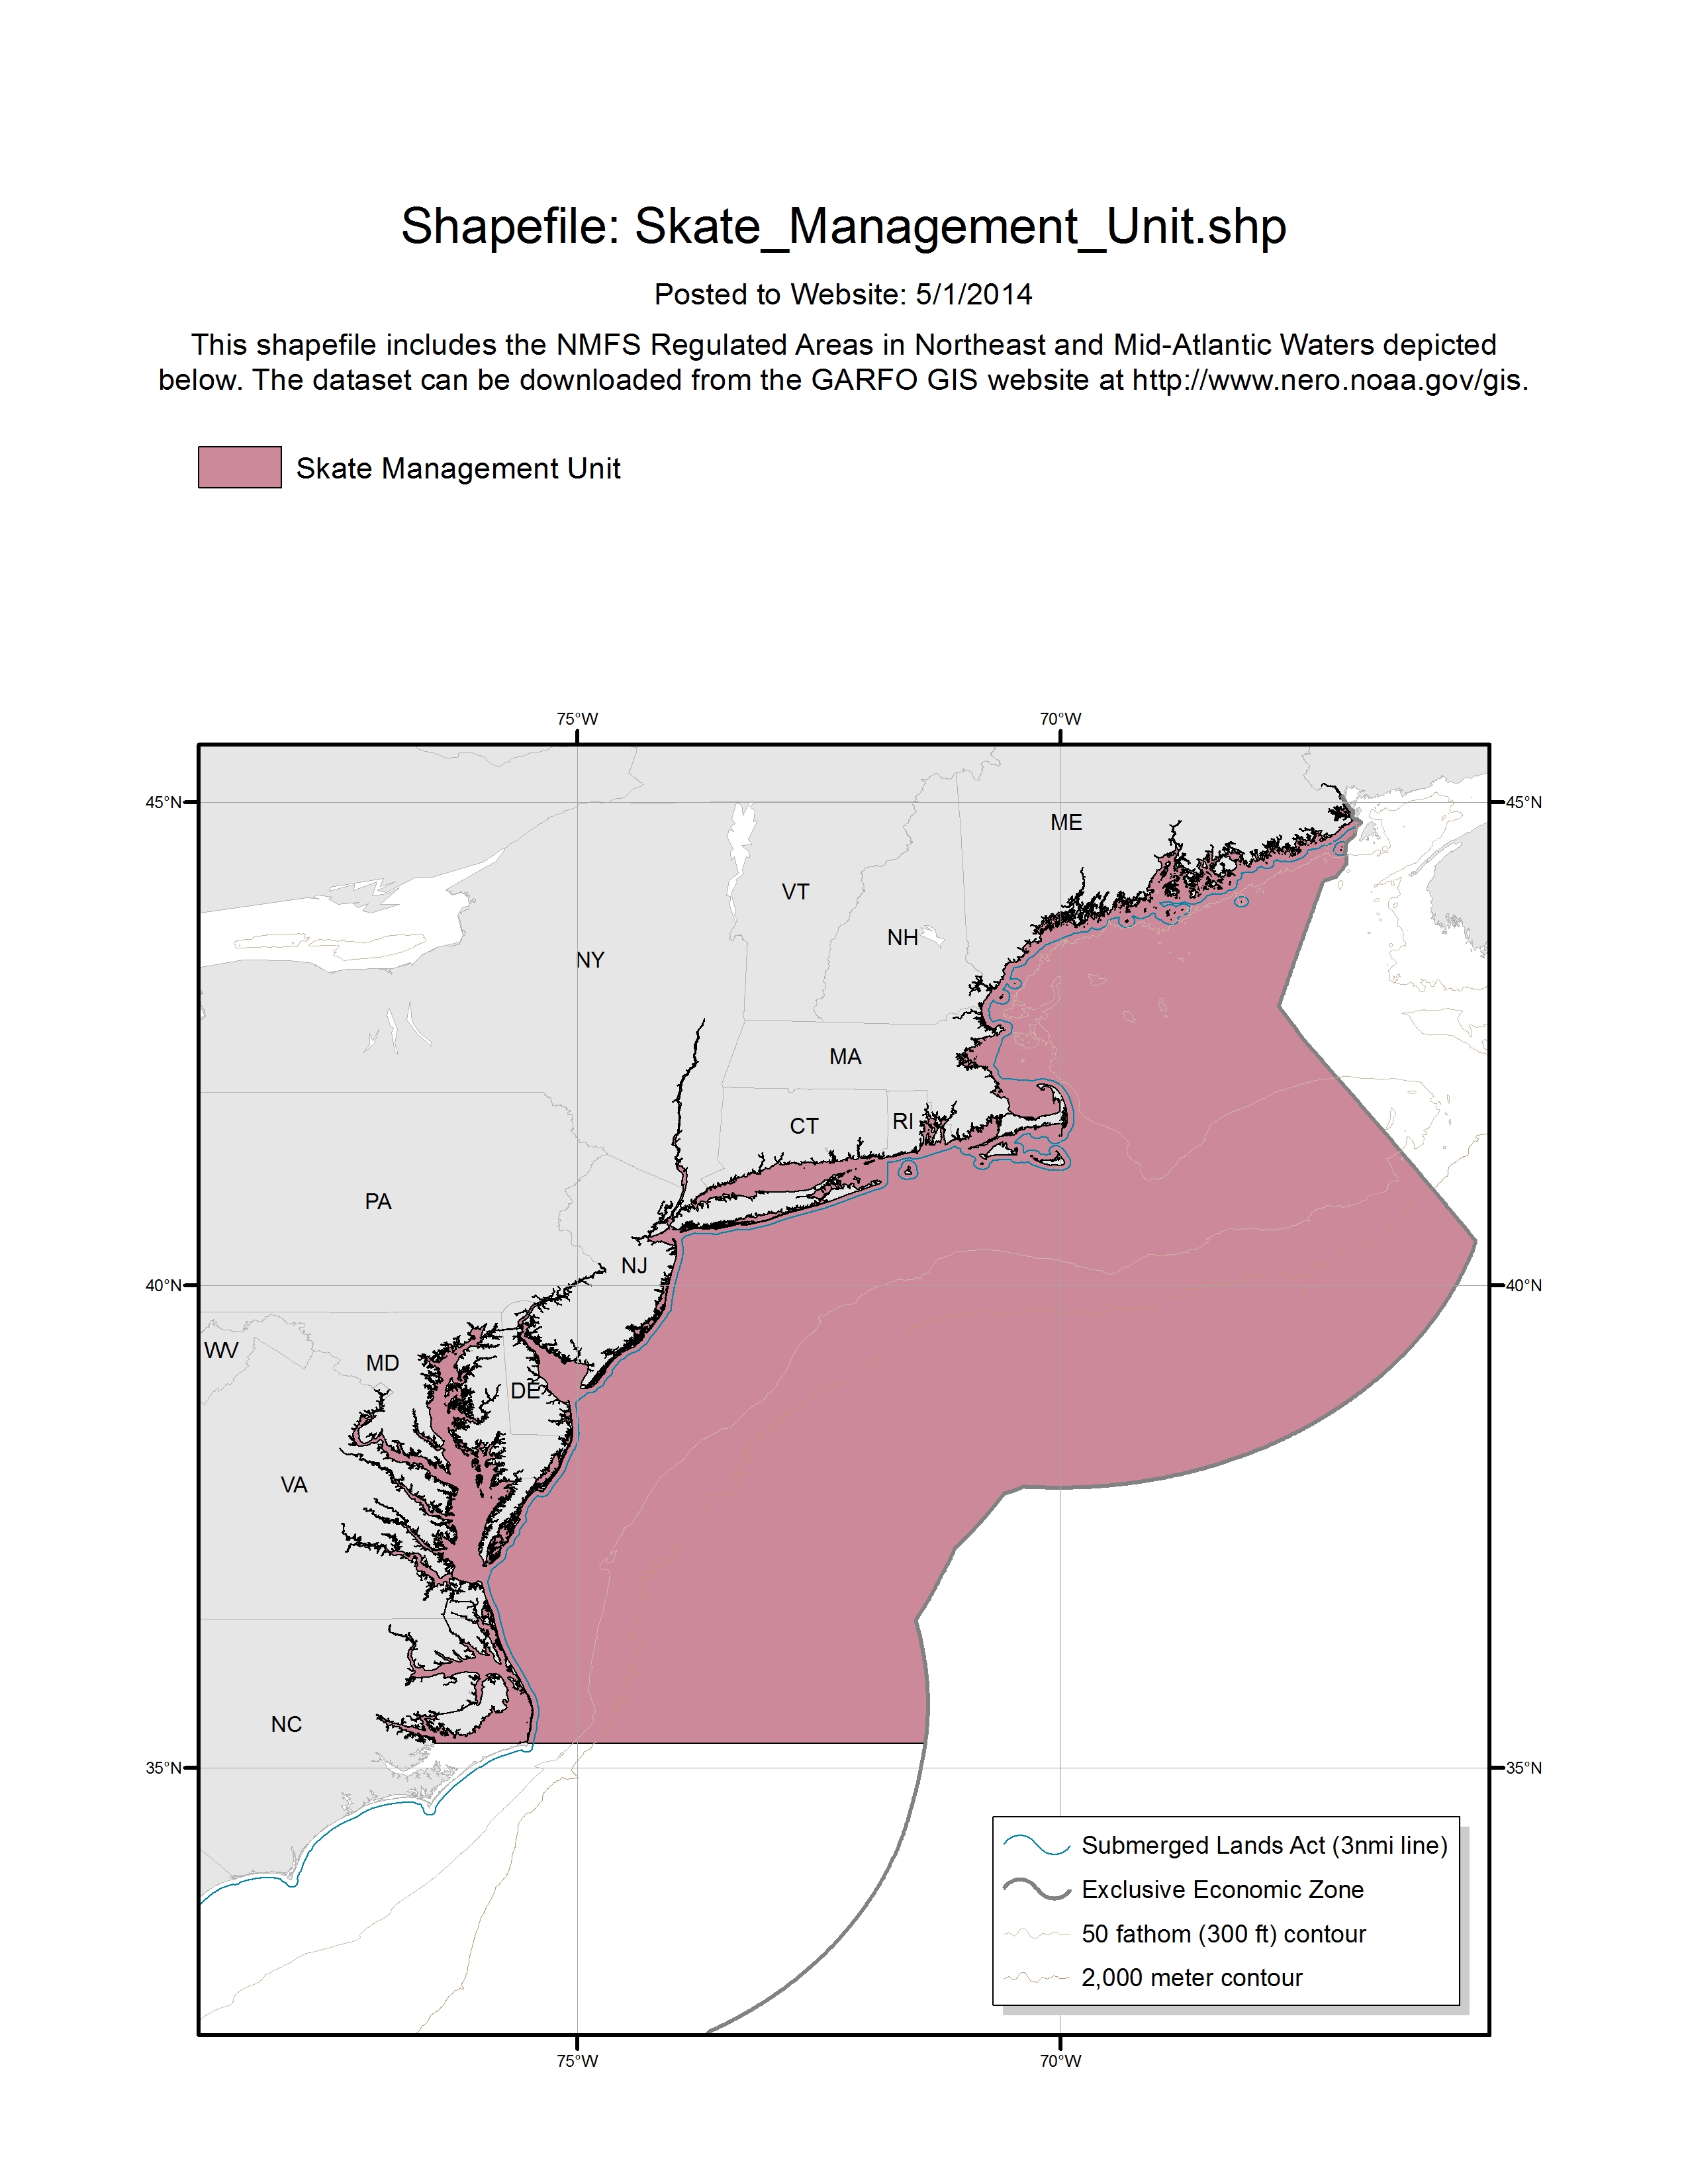 Shapefile: Skate_Management_Unit.shp
Posted to Website: 5/1/2014
This shapefile includes the NMFS Regulated Areas in Northeast and Mid-Atlantic Waters depicted
below. The dataset can be downloaded from the GARFO GIS website at http://www.nero.noaa.gov/gis.
Skate Management Unit
75°W 70°W
45°N 45°N
ME
VT
NH
NY
MA
RI
CT
PA
NJ
40°N 40°N
WV
MD
DE
VA
NC
35°N 35°N
Submerged Lands Act (3nmi line)
Exclusive Economic Zone
50 fathom (300 ft) contour
2,000 meter contour
75°W 70°W